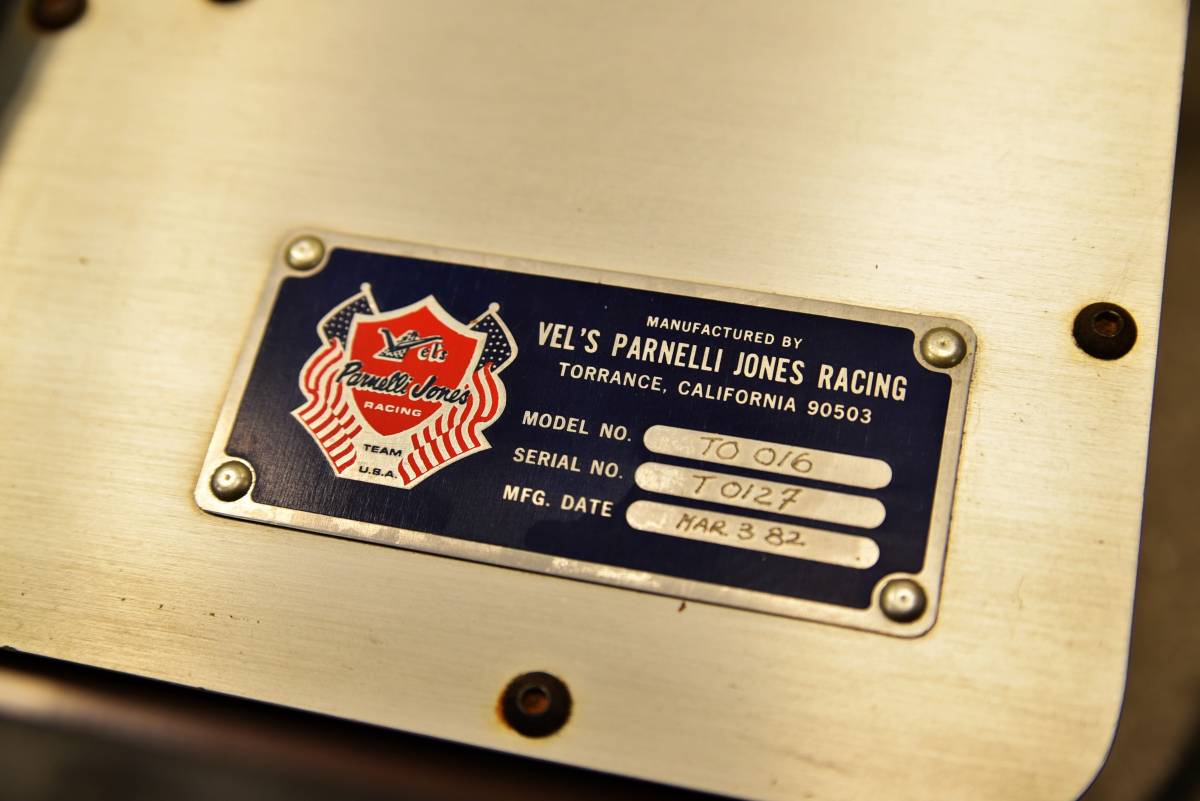 Vel's
Parnelli Jones
RACING
TEAM
U.S.A.
MANUFACTURED BY
VEL'S PARNELLI JONES RACING
TORRANCE, CALIFORNIA 90503
MODEL NO. TO 016
SERIAL NO. T0127
MFG. DATE MAR 3 82